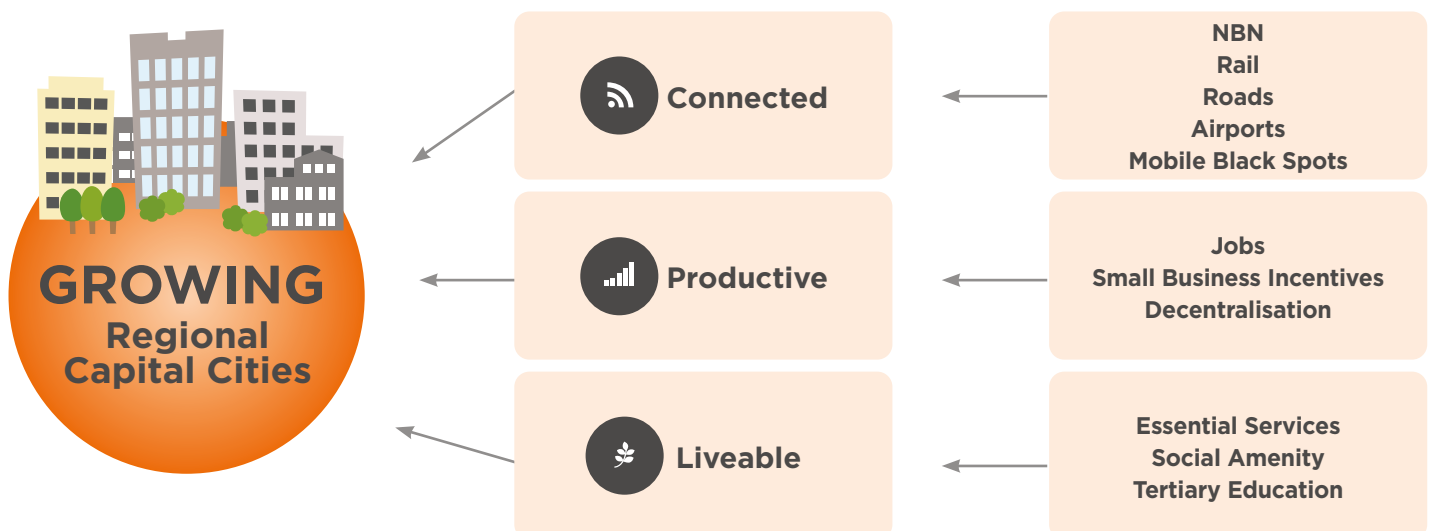 GROWING
Regional
Capital Cities
Connected
NBN
Rail
Roads
Airports
Mobile Black Spots
Productive
Jobs
Small Business Incentives
Decentralisation
Liveable
Essential Services
Social Amenity
Tertiary Education